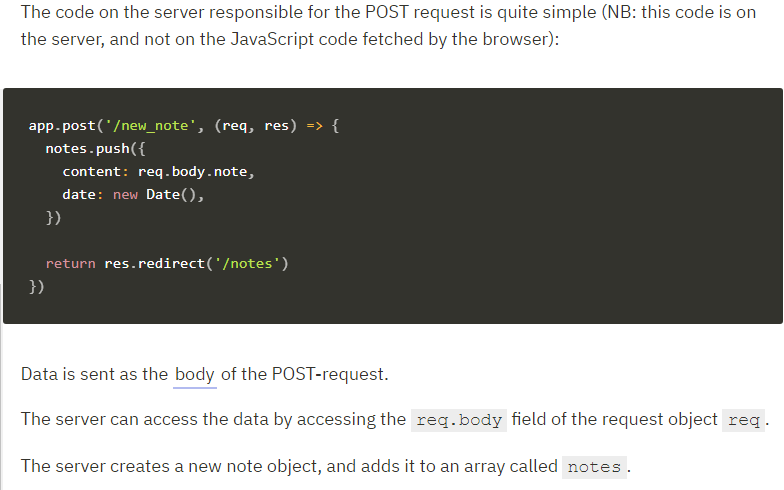 The code on the server responsible for the POST request is quite simple (NB: this code is on
the server, and not on the JavaScript code fetched by the browser):
app.post('/new_note', (req, res) => {
  notes.push({
    content: req.body.note,
    date: new Date(),
  })
  return res.redirect('/notes')
})
Data is sent as the body of the POST-request.
The server can access the data by accessing the req.body field of the request object req.
The server creates a new note object, and adds it to an array called notes.